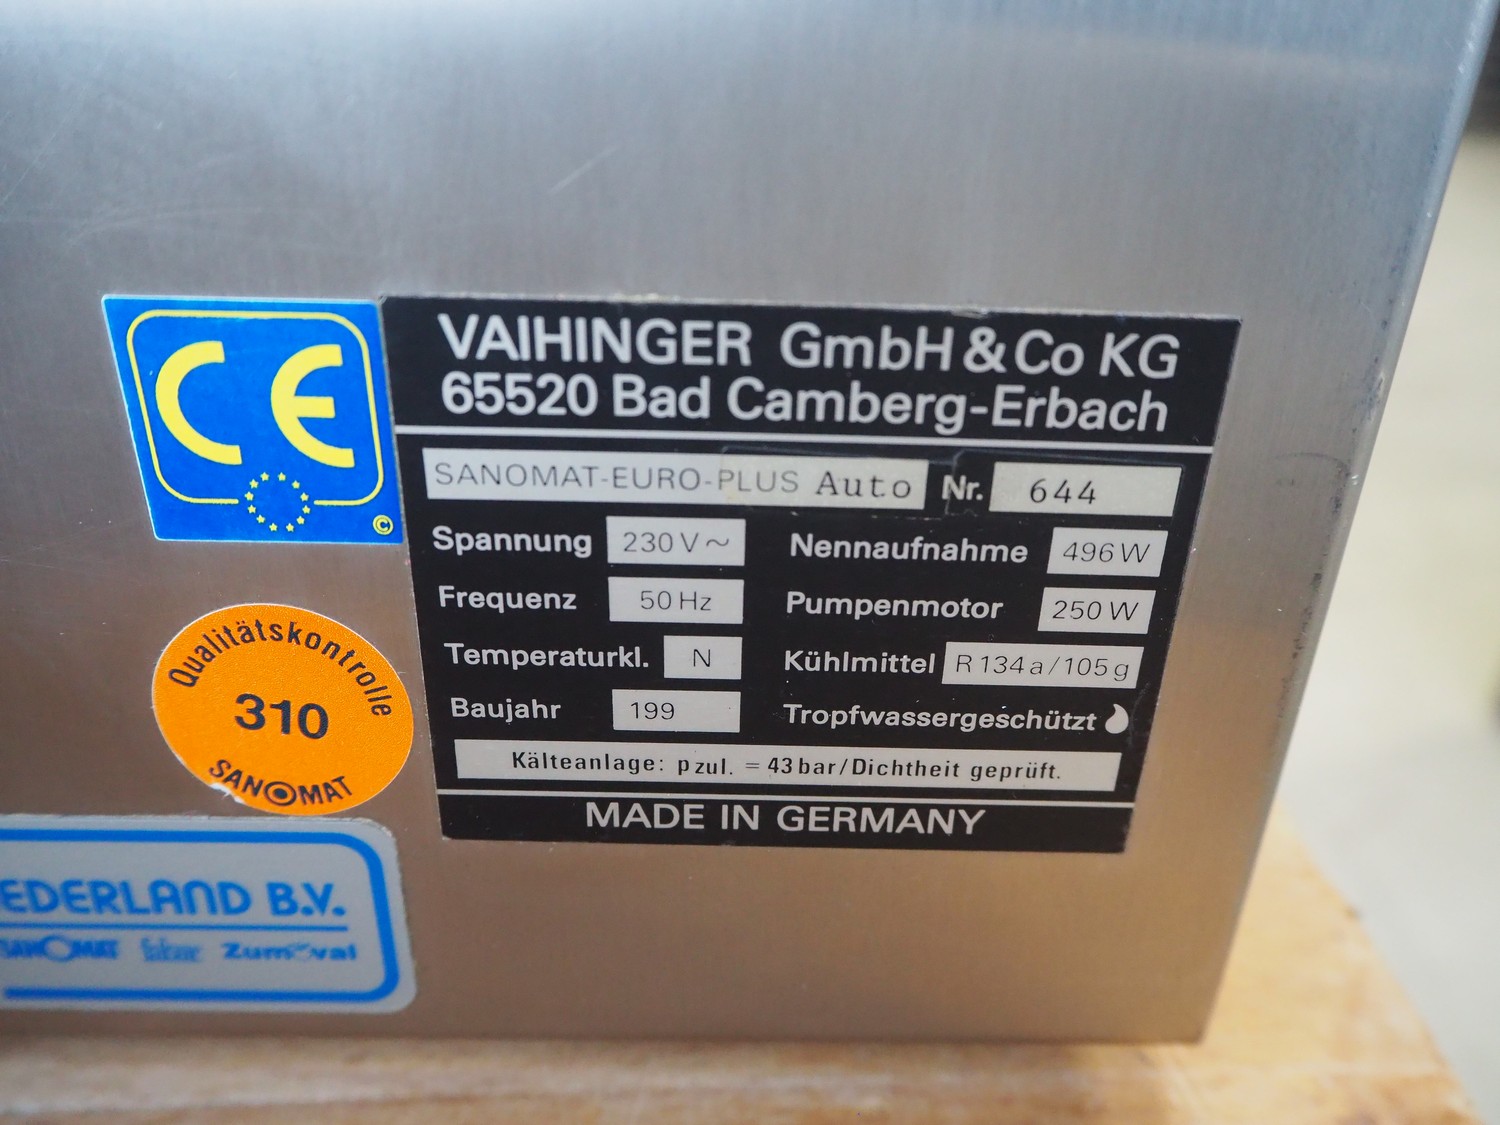 CE
©
VAIHINGER GmbH & Co KG
65520 Bad Camberg-Erbach
SANOMAT-EURO-PLUS Auto Nr. 644
Spannung 230 V ~ Nennaufnahme 496 W
Frequenz 50 Hz Pumpenmotor 250 W
Temperaturkl. N Kühlmittel R 134 a / 105 g
Baujahr 199 Tropfwassergeschützt
Kälteanlage: p zul. = 43 bar/Dichtheit geprüft.
MADE IN GERMANY
Qualitätskontrolle
310
SANOMAT
EDERLAND B.V.
SANOMAT Zumoval